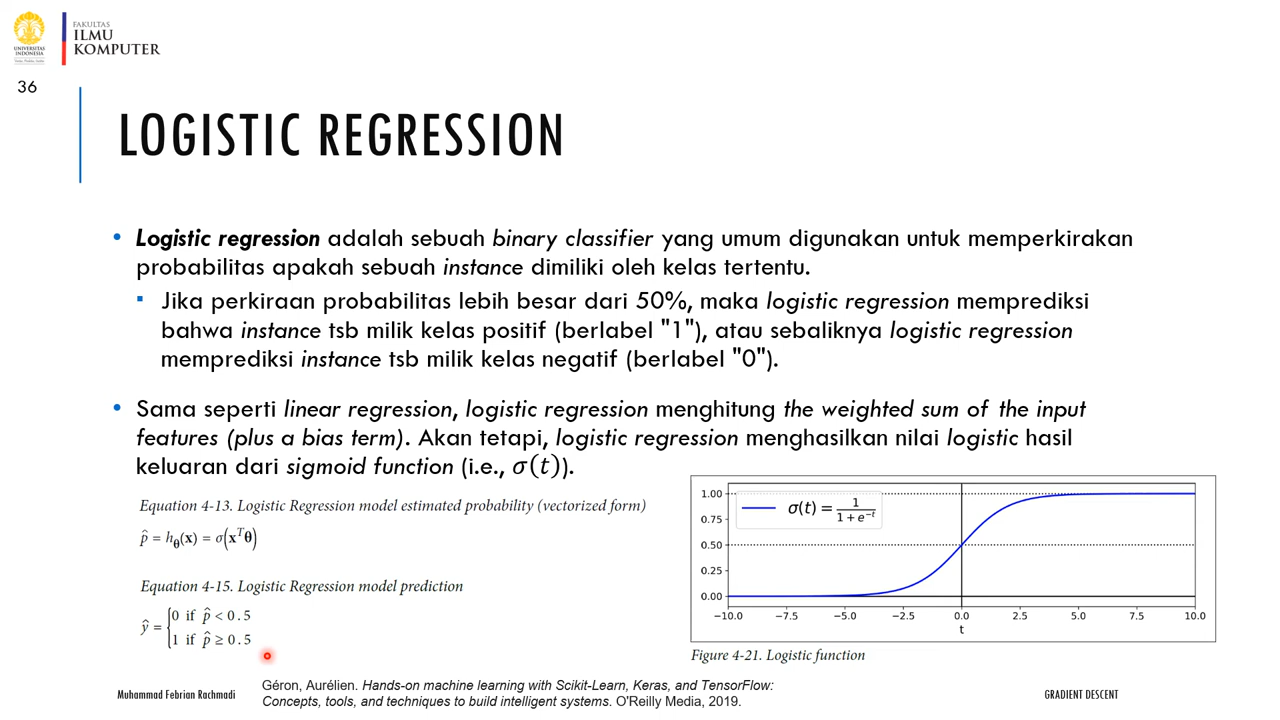 UNIVERSITAS
INDONESIA
FAKULTAS
ILMU
KOMPUTER
36
LOGISTIC REGRESSION
• Logistic regression adalah sebuah binary classifier yang umum digunakan untuk memperkirakan
probabilitas apakah sebuah instance dimiliki oleh kelas tertentu.
▪ Jika perkiraan probabilitas lebih besar dari 50%, maka logistic regression memprediksi
bahwa instance tsb milik kelas positif (berlabel "1"), atau sebaliknya logistic regression
memprediksi instance tsb milik kelas negatif (berlabel "0").
• Sama seperti linear regression, logistic regression menghitung the weighted sum of the input
features (plus a bias term). Akan tetapi, logistic regression menghasilkan nilai logistic hasil
keluaran dari sigmoid function (i.e., σ(t)).
Equation 4-13. Logistic Regression model estimated probability (vectorized form)
p̂ = h_θ(x) = σ(x^T θ)
Equation 4-15. Logistic Regression model prediction
ŷ = { 0 if p̂ < 0.5
1 if p̂ ≥ 0.5
σ(t) = 1 / (1 + e^−t)
1.00
0.75
0.50
0.25
0.00
−10.0 −7.5 −5.0 −2.5 0.0 2.5 5.0 7.5 10.0
t
Figure 4-21. Logistic function
Muhammad Febrian Rachmadi
Géron, Aurélien. Hands-on machine learning with Scikit-Learn, Keras, and TensorFlow:
Concepts, tools, and techniques to build intelligent systems. O'Reilly Media, 2019.
GRADIENT DESCENT